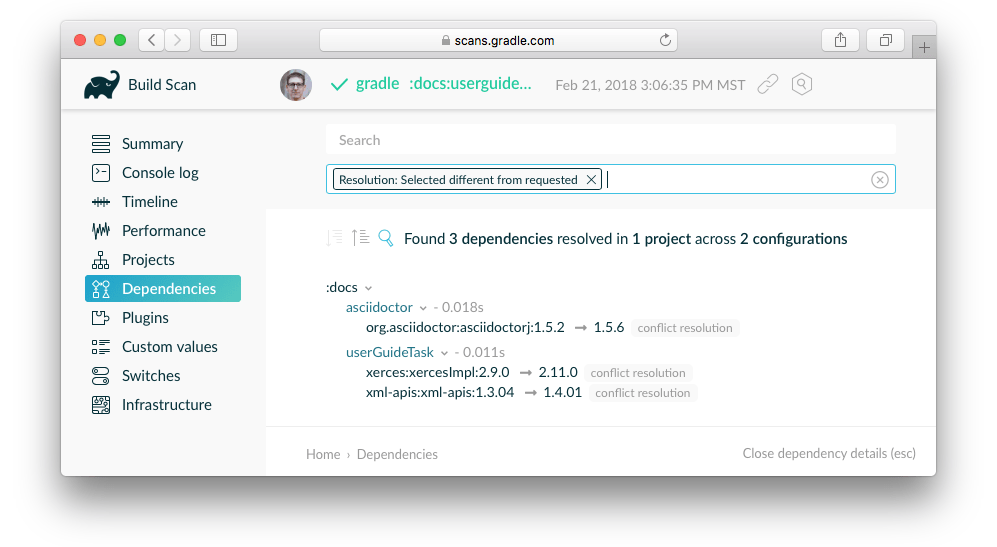 scans.gradle.com
Build Scan
gradle :docs:userguide... Feb 21, 2018 3:06:35 PM MST
Summary
Console log
Timeline
Performance
Projects
Dependencies
Plugins
Custom values
Switches
Infrastructure
Search
Resolution: Selected different from requested
Found 3 dependencies resolved in 1 project across 2 configurations
:docs
asciidoctor - 0.018s
org.asciidoctor:asciidoctorj:1.5.2 → 1.5.6 conflict resolution
userGuideTask - 0.011s
xerces:xercesImpl:2.9.0 → 2.11.0 conflict resolution
xml-apis:xml-apis:1.3.04 → 1.4.01 conflict resolution
Home › Dependencies
Close dependency details (esc)